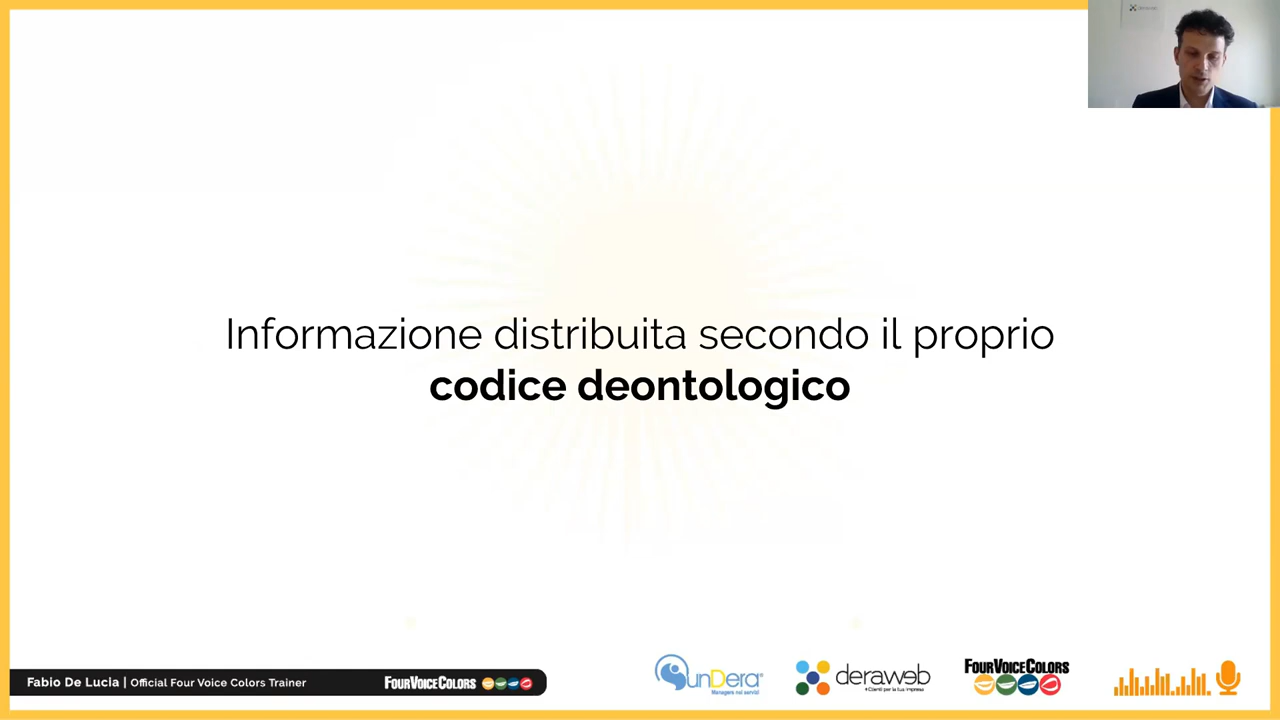 Informazione distribuita secondo il proprio
codice deontologico
Fabio De Lucia | Official Four Voice Colors Trainer
FOURVOICECOLORS
SunDera®
Managere nei servizi
deraweb
FOURVOICECOLORS